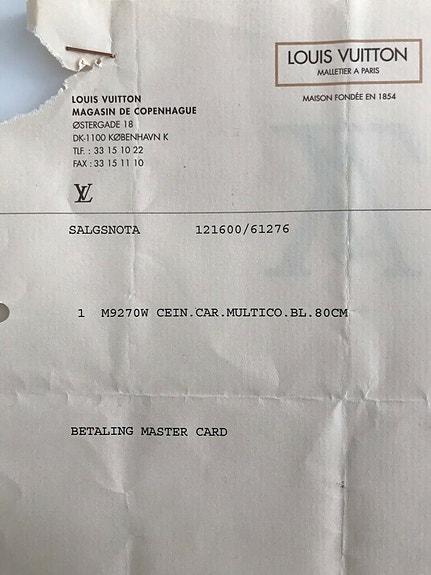 LOUIS VUITTON
MALLETIER A PARIS
MAISON FONDÉE EN 1854
LOUIS VUITTON
MAGASIN DE COPENHAGUE
ØSTERGADE 18
DK-1100 KØBENHAVN K
TLF. : 33 15 10 22
FAX : 33 15 11 10
LV
SALGSNOTA 121600/61276
1 M9270W CEIN.CAR.MULTICO.BL.80CM
BETALING MASTER CARD